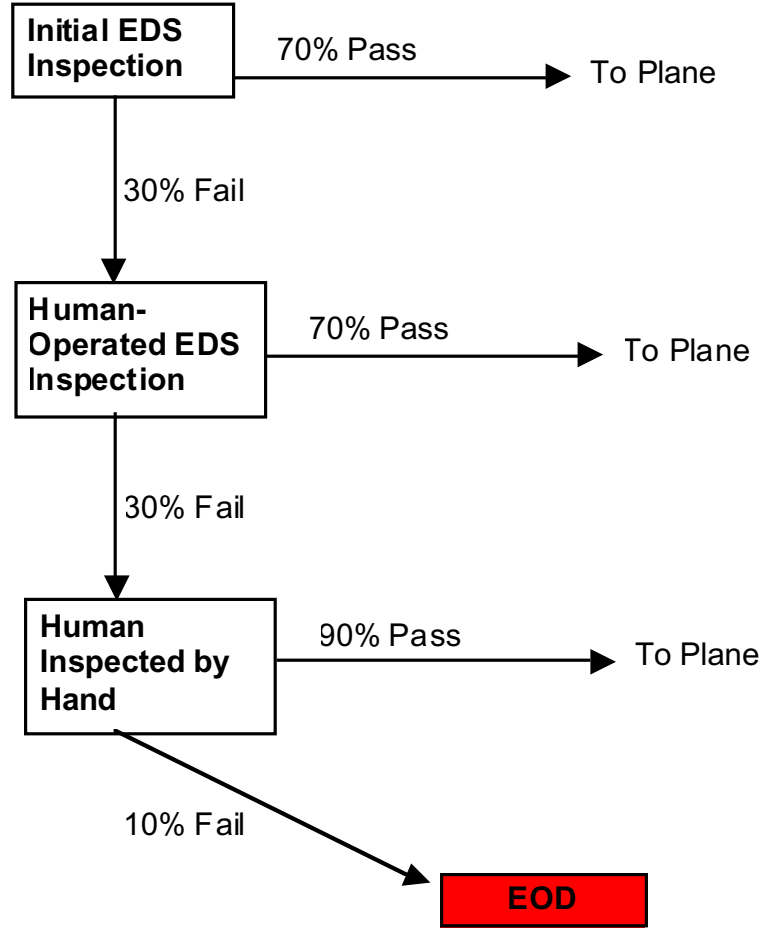 Initial EDS
Inspection
70% Pass
To Plane
30% Fail
Human-
Operated EDS
Inspection
70% Pass
To Plane
30% Fail
Human
Inspected by
Hand
90% Pass
To Plane
10% Fail
EOD